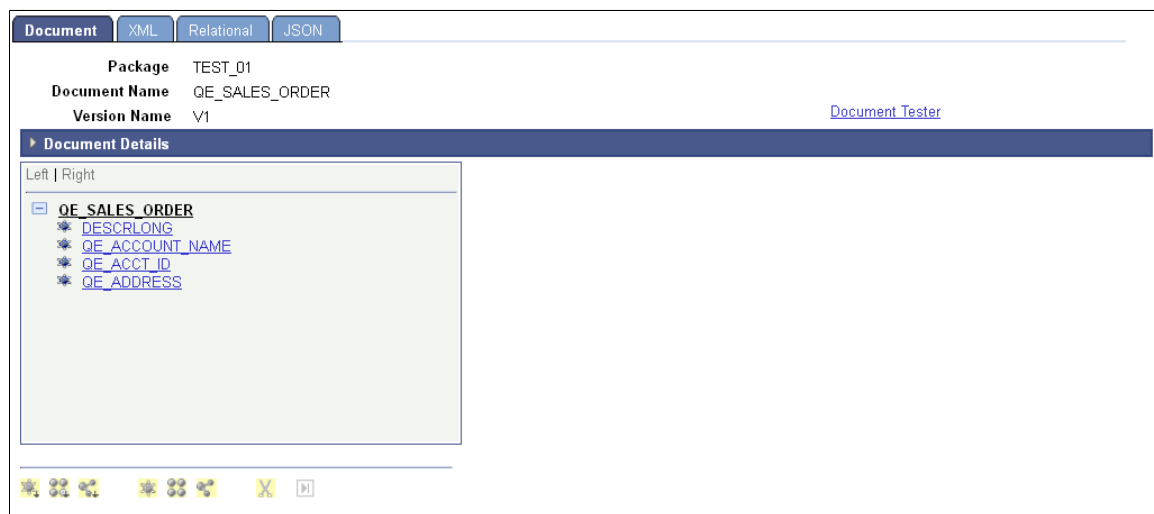 Document XML Relational JSON
Package TEST_01
Document Name QE_SALES_ORDER
Version Name V1 Document Tester
Document Details
Left | Right
QE_SALES_ORDER
DESCRLONG
QE_ACCOUNT_NAME
QE_ACCT_ID
QE_ADDRESS